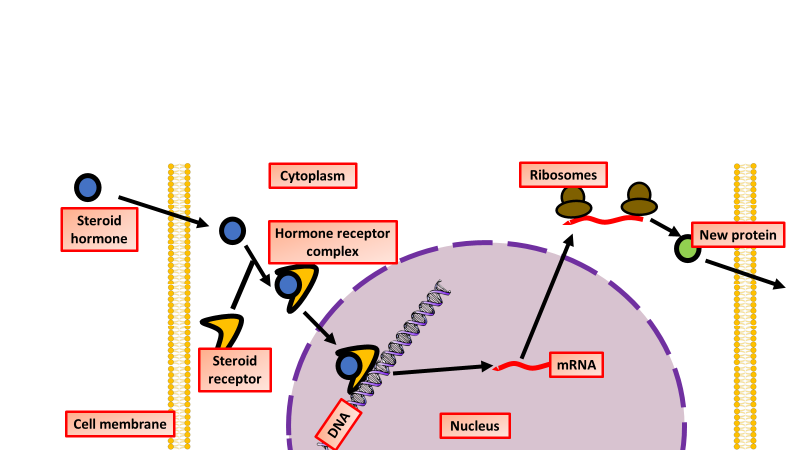 Cytoplasm
Ribosomes
Steroid
hormone
Hormone receptor
complex
New protein
Steroid
receptor
mRNA
Cell membrane
DNA
Nucleus